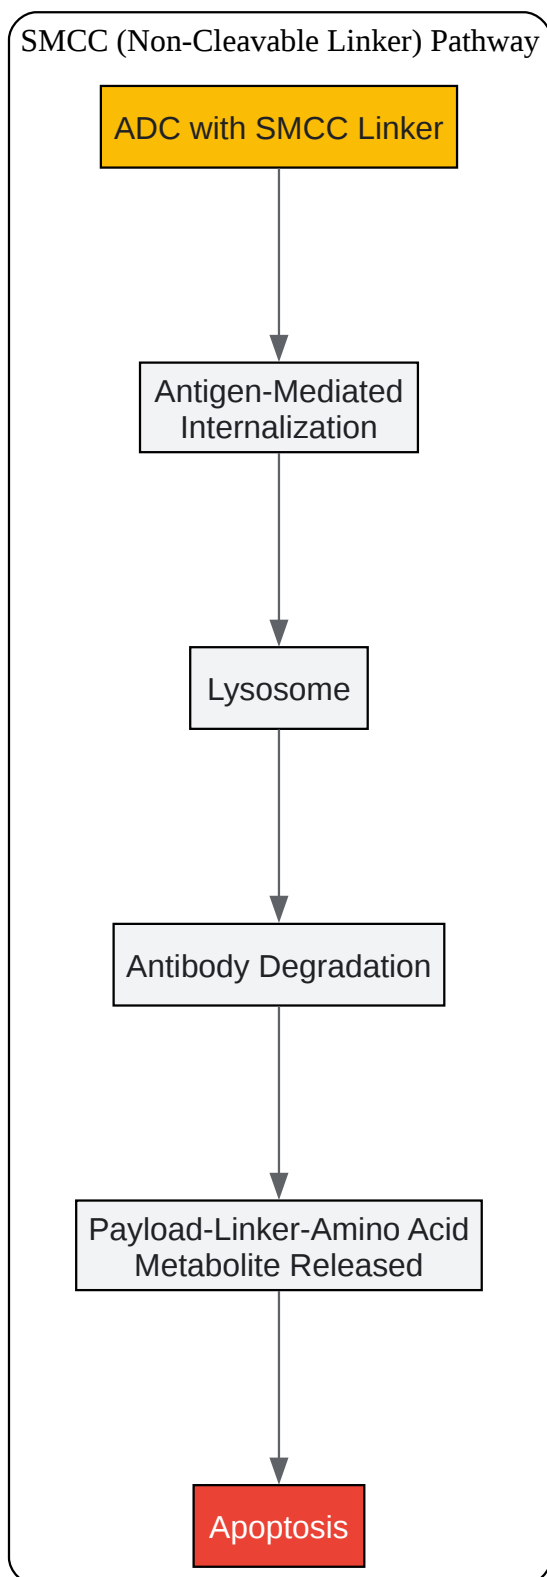 SMCC (Non-Cleavable Linker) Pathway
ADC with SMCC Linker
Antigen-Mediated
Internalization
Lysosome
Antibody Degradation
Payload-Linker-Amino Acid
Metabolite Released
Apoptosis